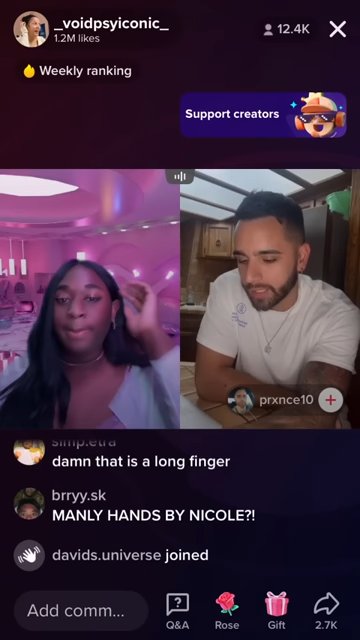 _voidpsyiconic_
1.2M likes
12.4K
Weekly ranking
Support creators
prxnce10
simp.etra
damn that is a long finger
brryy.sk
MANLY HANDS BY NICOLE?!
davids.universe joined
Add comm...
Q&A
Rose
Gift
2.7K